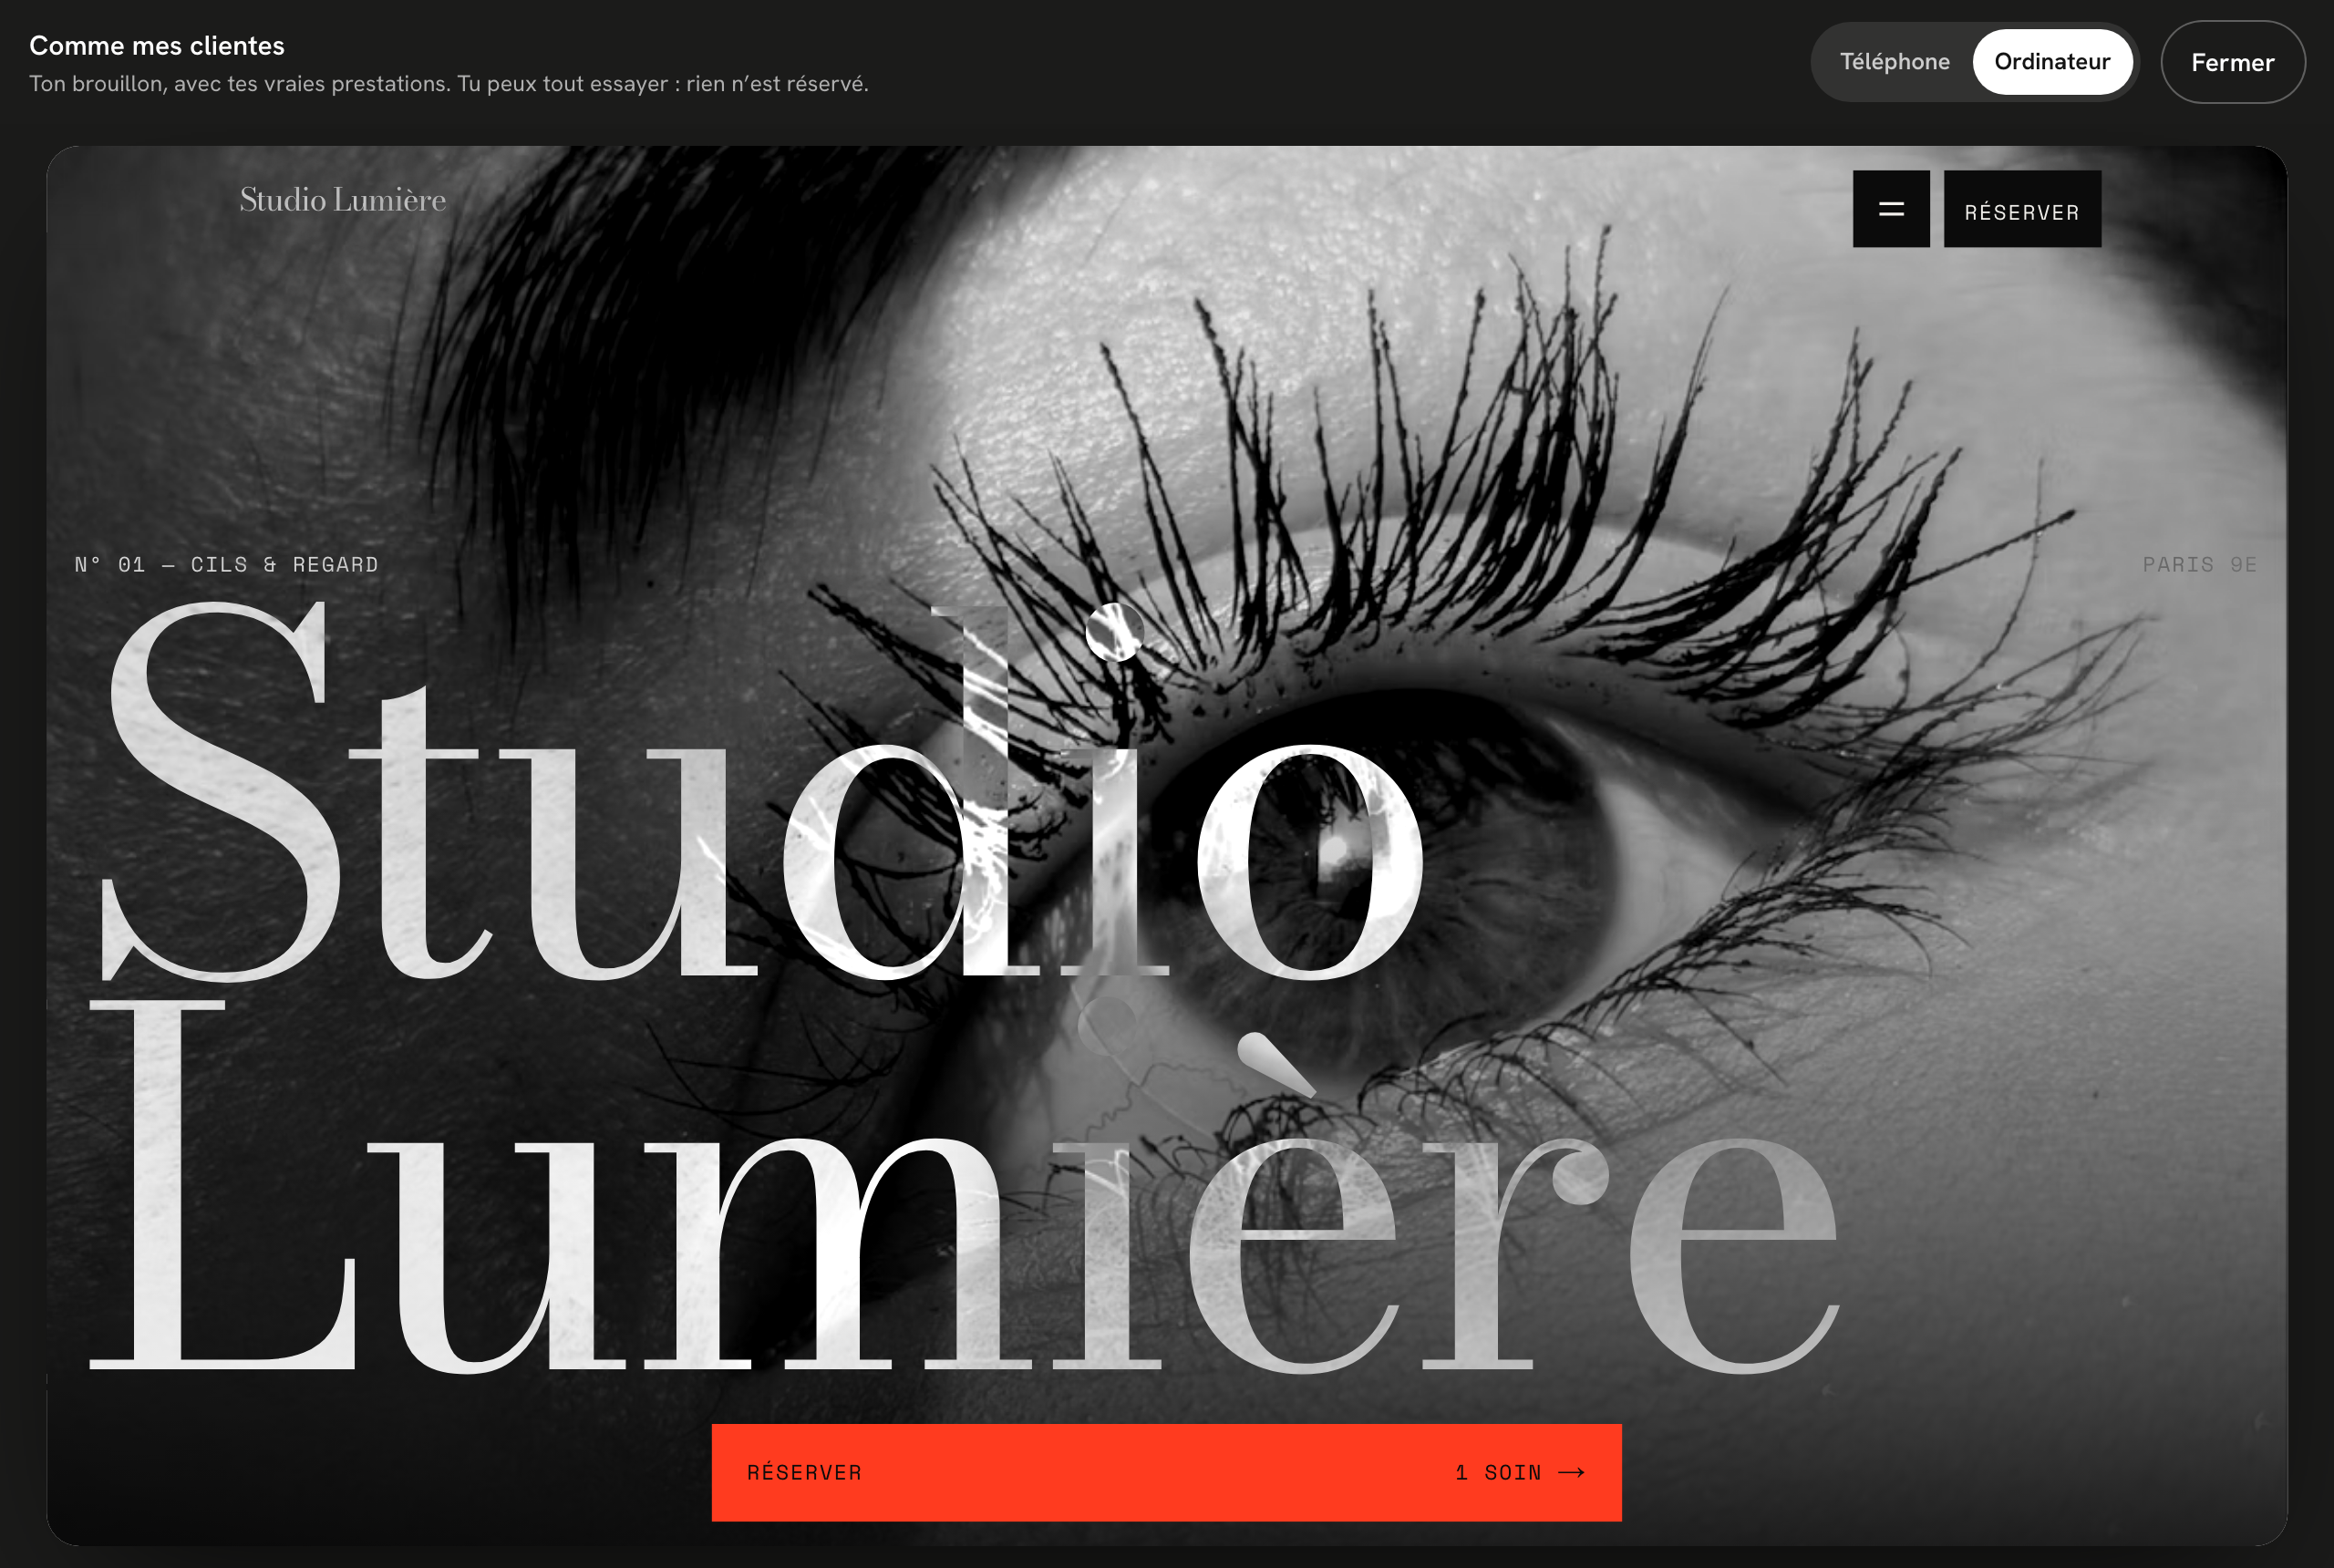 Comme mes clientes
Ton brouillon, avec tes vraies prestations. Tu peux tout essayer : rien n’est réservé.
Téléphone
Ordinateur
Fermer
Studio Lumière
RÉSERVER
N° 01 — CILS & REGARD
PARIS 9E
Studio
Lumière
RÉSERVER
1 SOIN →